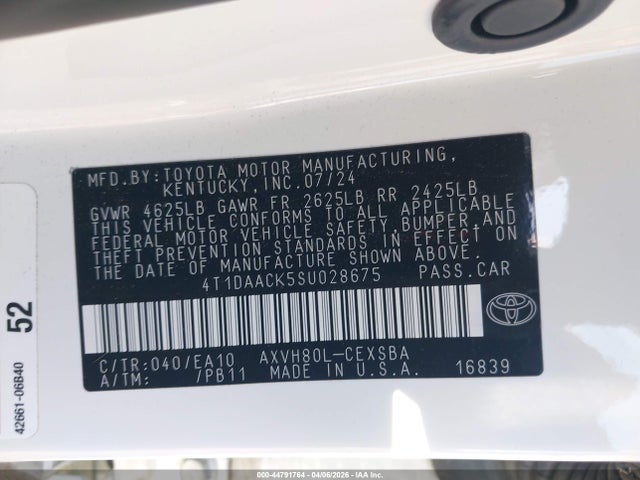 MFD.BY:TOYOTA MOTOR MANUFACTURING,
KENTUCKY,INC.07/24
GVWR 4625LB GAWR FR 2625LB RR 2425LB
THIS VEHICLE CONFORMS TO ALL APPLICABLE
FEDERAL MOTOR VEHICLE SAFETY,BUMPER,AND
THEFT PREVENTION STANDARDS IN EFFECT ON
THE DATE OF MANUFACTURE SHOWN ABOVE.
4T1DAACK5SU028675 PASS.CAR
C/TR:040/EA10 AXVH80L-CEXSBA
A/TM: /PB11 MADE IN U.S.A. 16839
52
42661-06B40
000-44791764 - 04/06/2026 - IAAI, Inc.